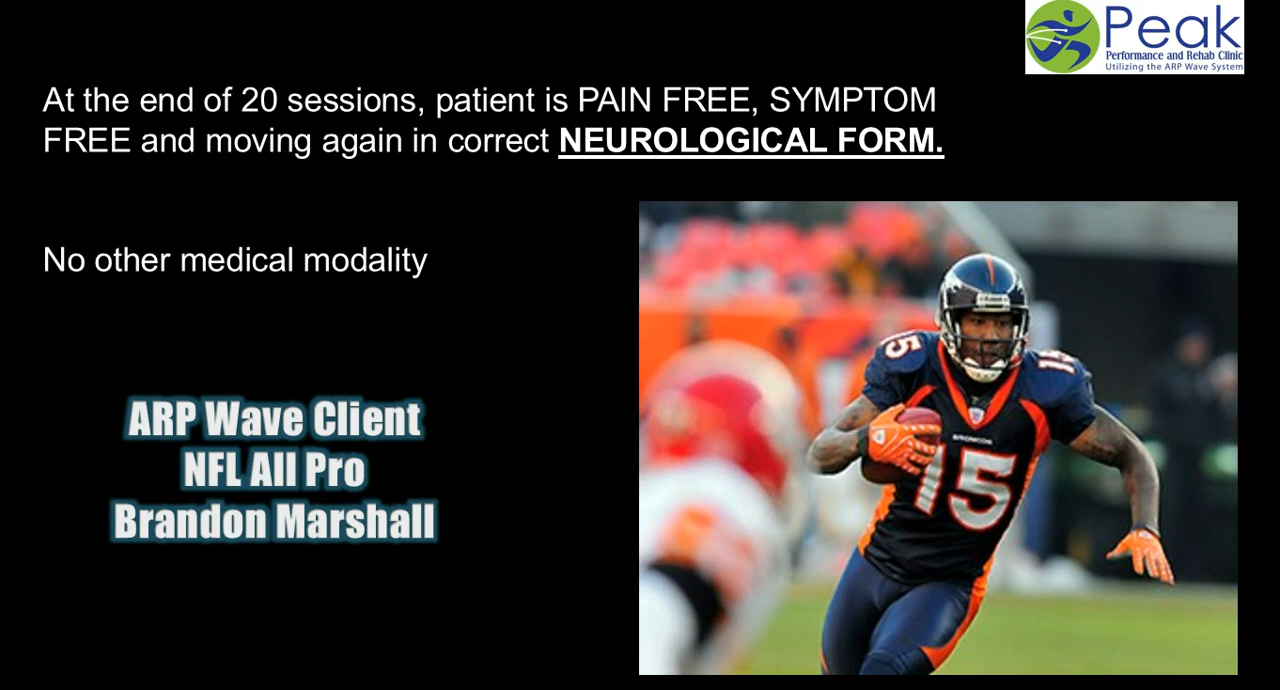 Peak
Performance and Rehab Clinic
Utilizing the ARP Wave System
At the end of 20 sessions, patient is PAIN FREE, SYMPTOM
FREE and moving again in correct NEUROLOGICAL FORM.
No other medical modality
ARP Wave Client
NFL All Pro
Brandon Marshall
15
15
BRONCOS
15